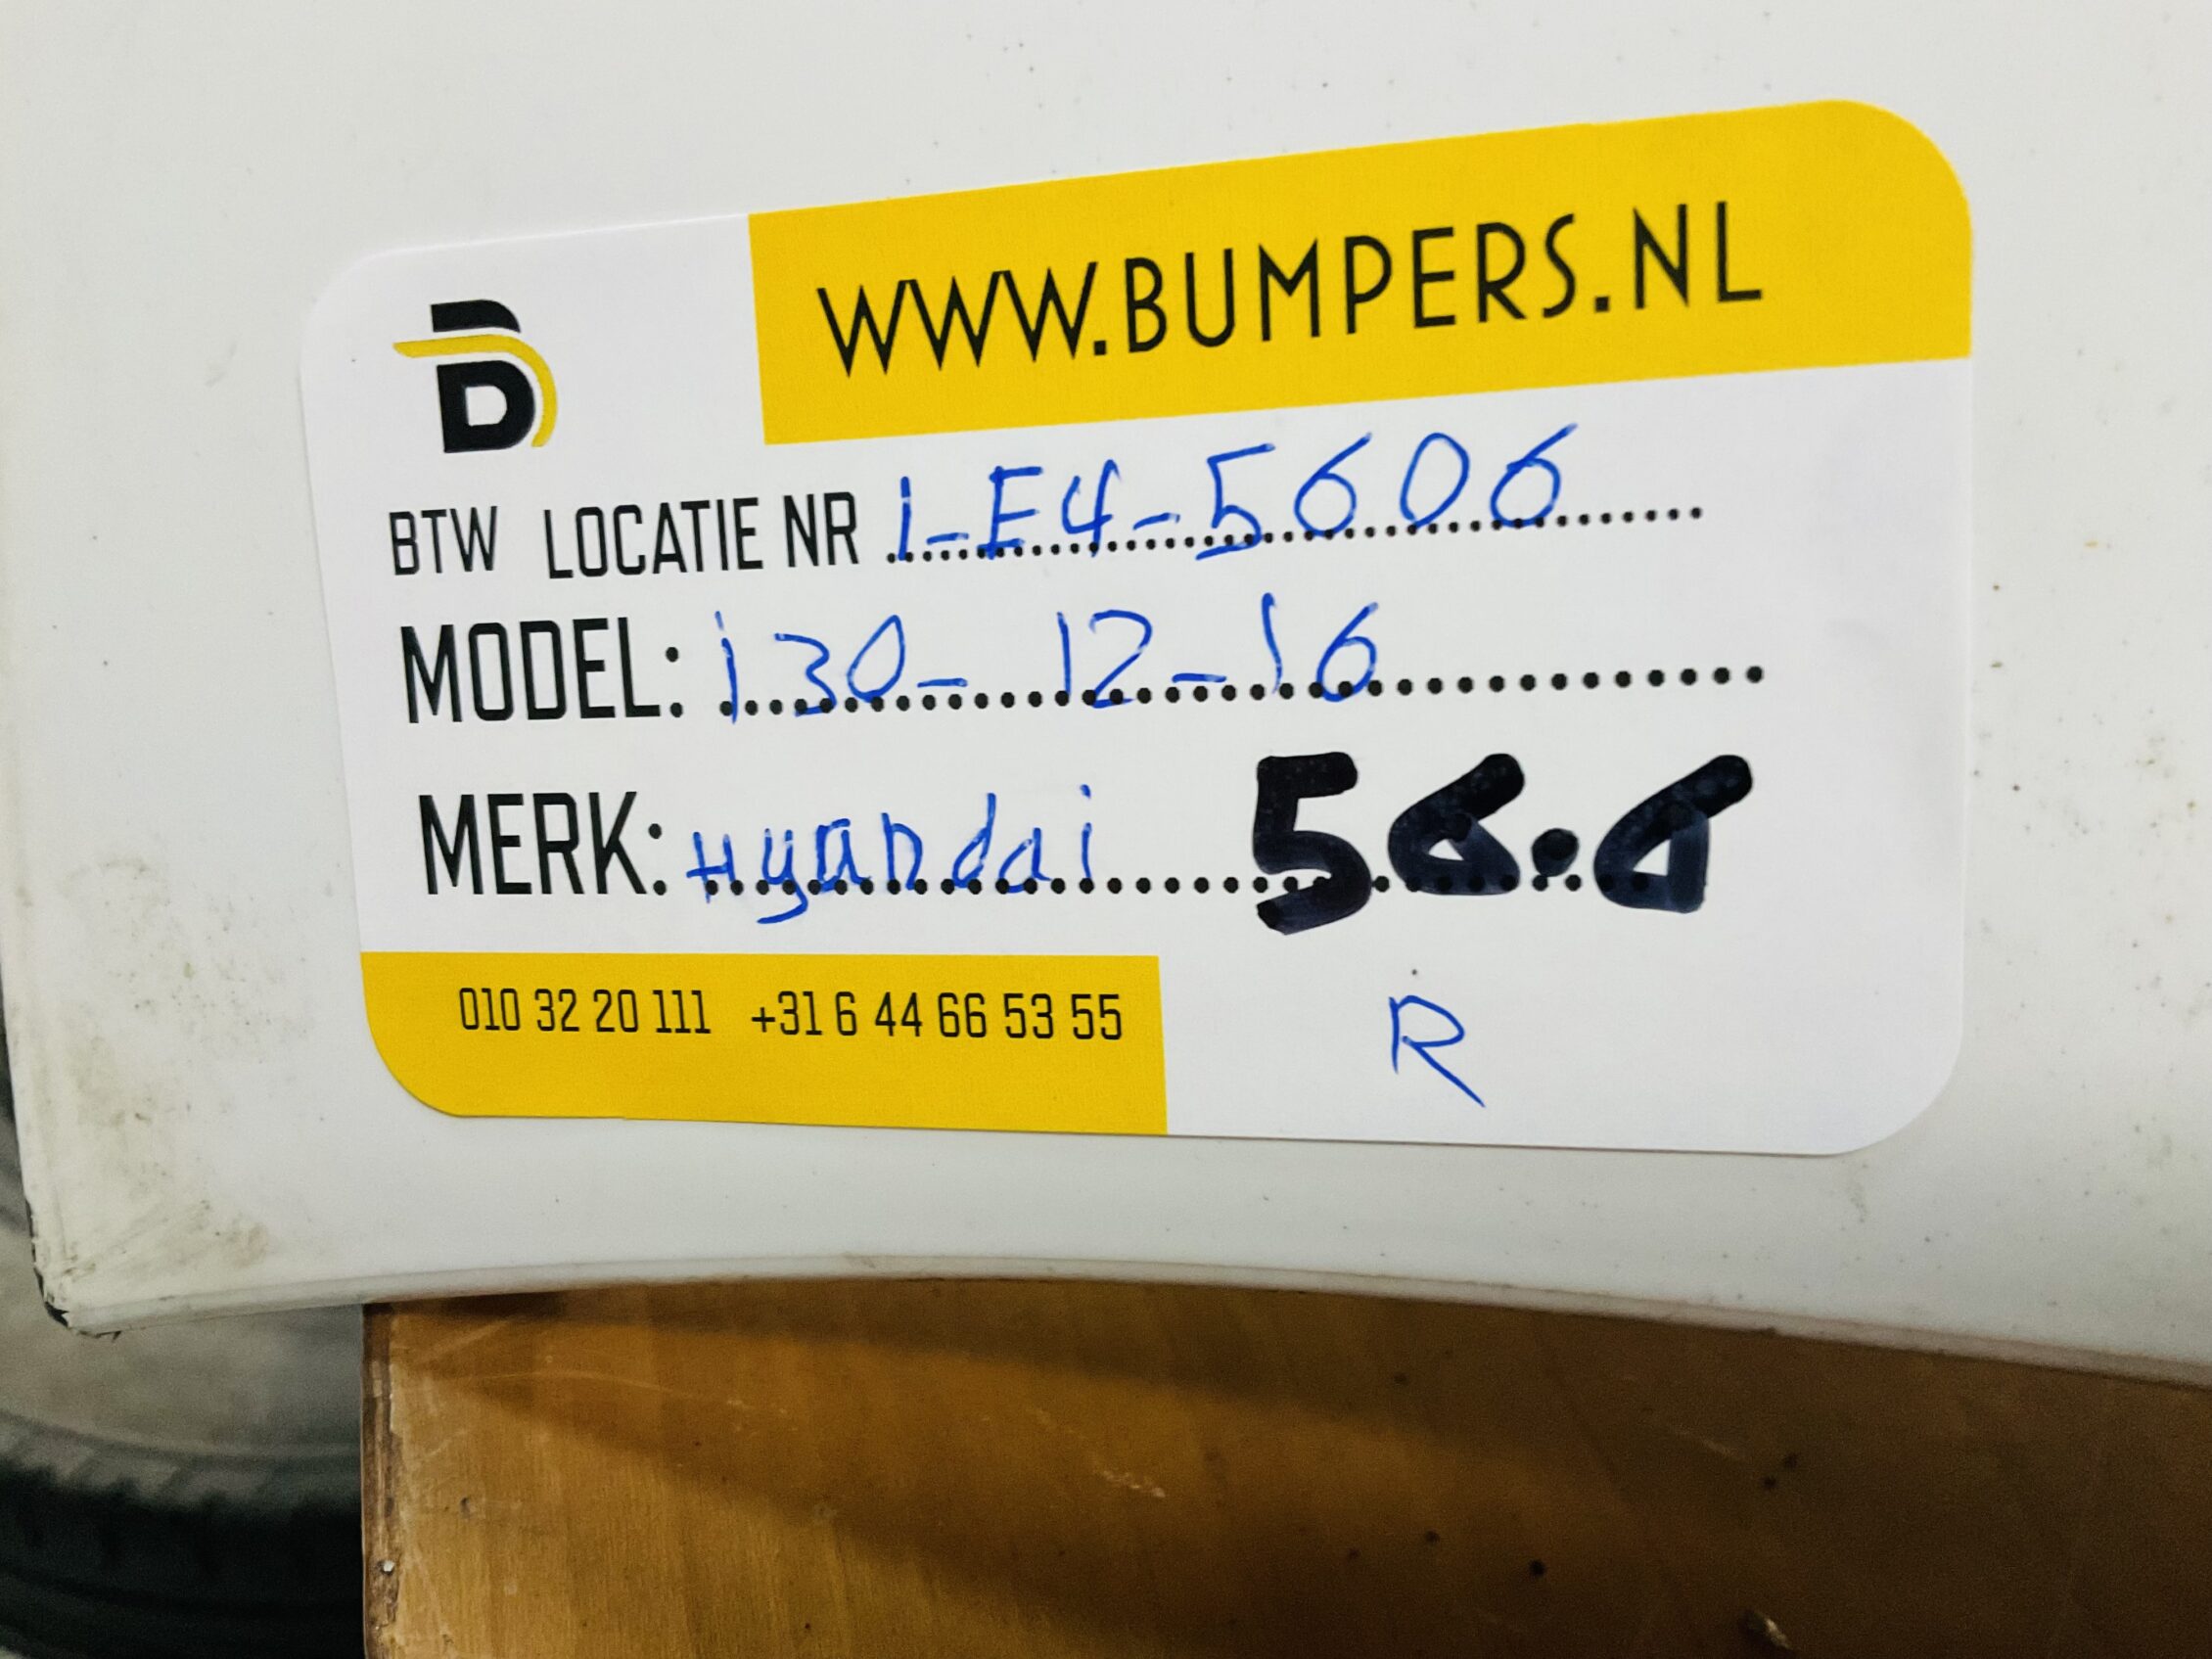 WWW.BUMPERS.NL
BTW LOCATIE NR 1-E4-5606
MODEL: i30-12-16
MERK: Hyandai 56.6
010 32 20 111 +31 6 44 66 53 55
R